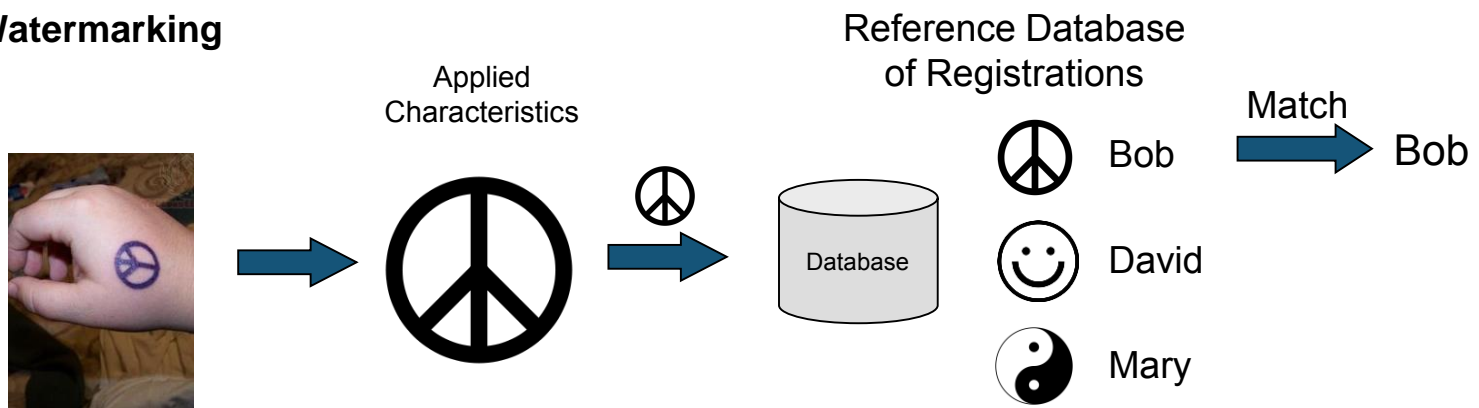 Watermarking
Applied
Characteristics
Reference Database
of Registrations
Database
Bob
David
Mary
Match
Bob